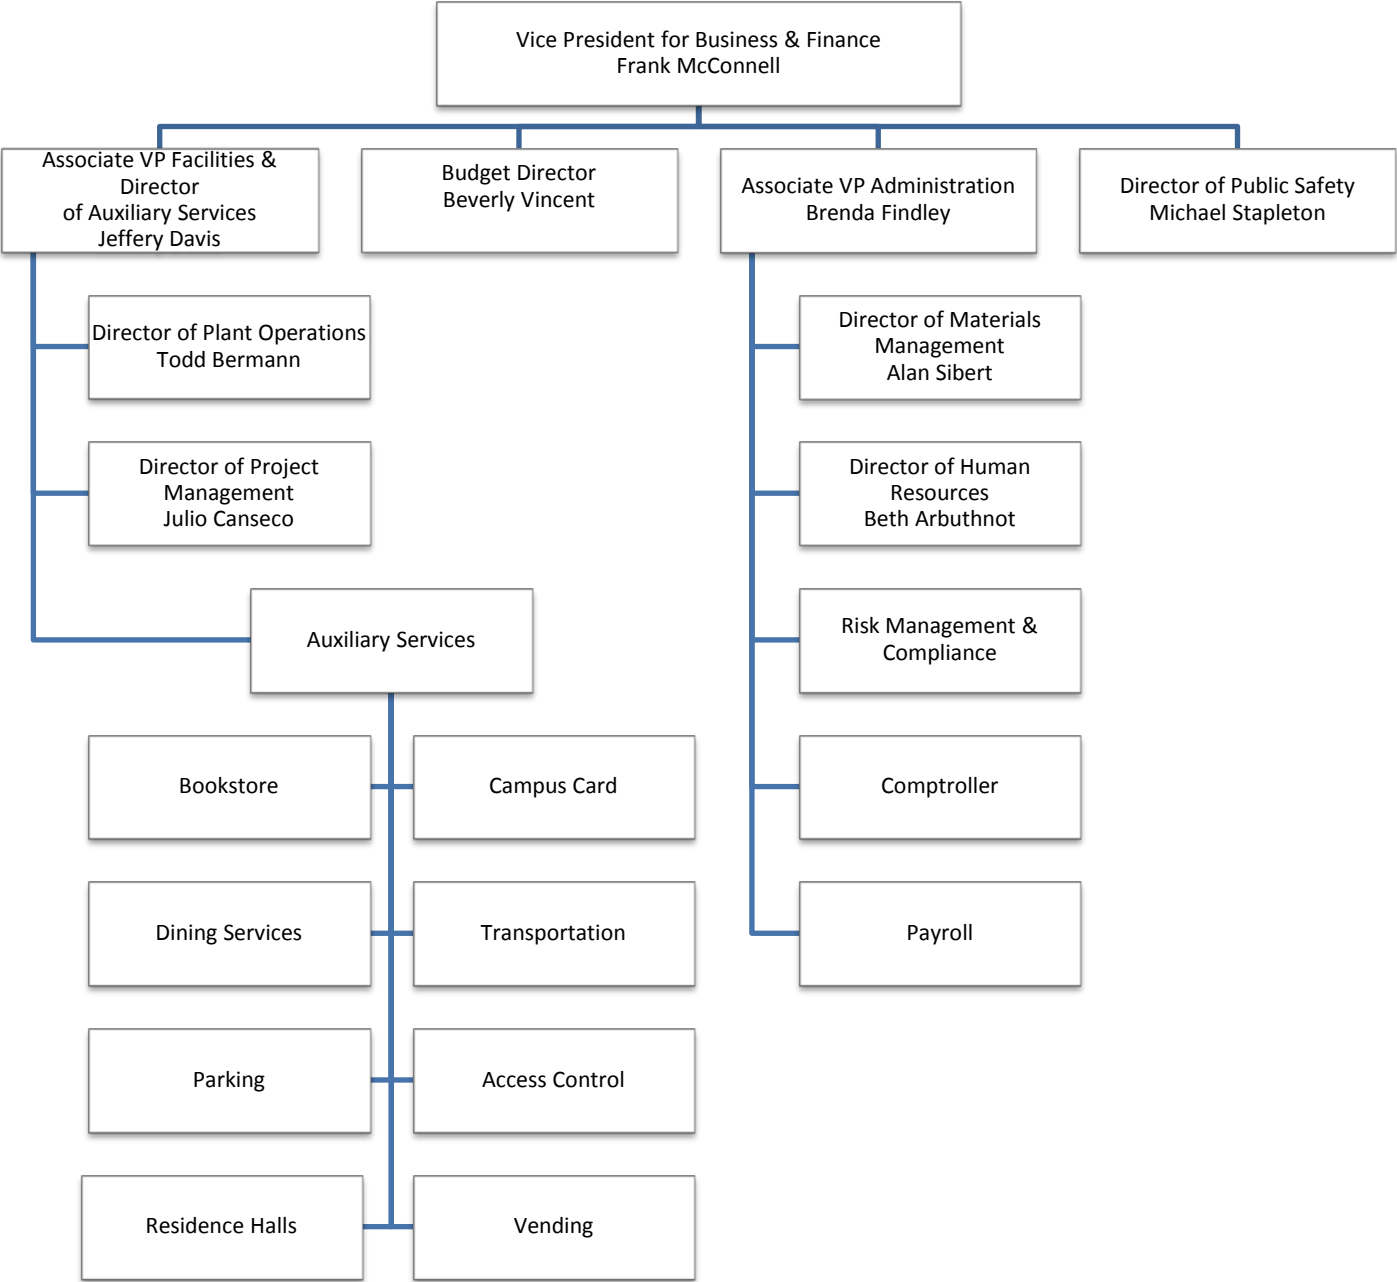 Vice President for Business & Finance
Frank McConnell
Associate VP Facilities &
Director
of Auxiliary Services
Jeffery Davis
Budget Director
Beverly Vincent
Associate VP Administration
Brenda Findley
Director of Public Safety
Michael Stapleton
Director of Plant Operations
Todd Bermann
Director of Materials
Management
Alan Sibert
Director of Project
Management
Julio Canseco
Director of Human
Resources
Beth Arbuthnot
Auxiliary Services
Risk Management &
Compliance
Bookstore
Campus Card
Comptroller
Dining Services
Transportation
Payroll
Parking
Access Control
Residence Halls
Vending